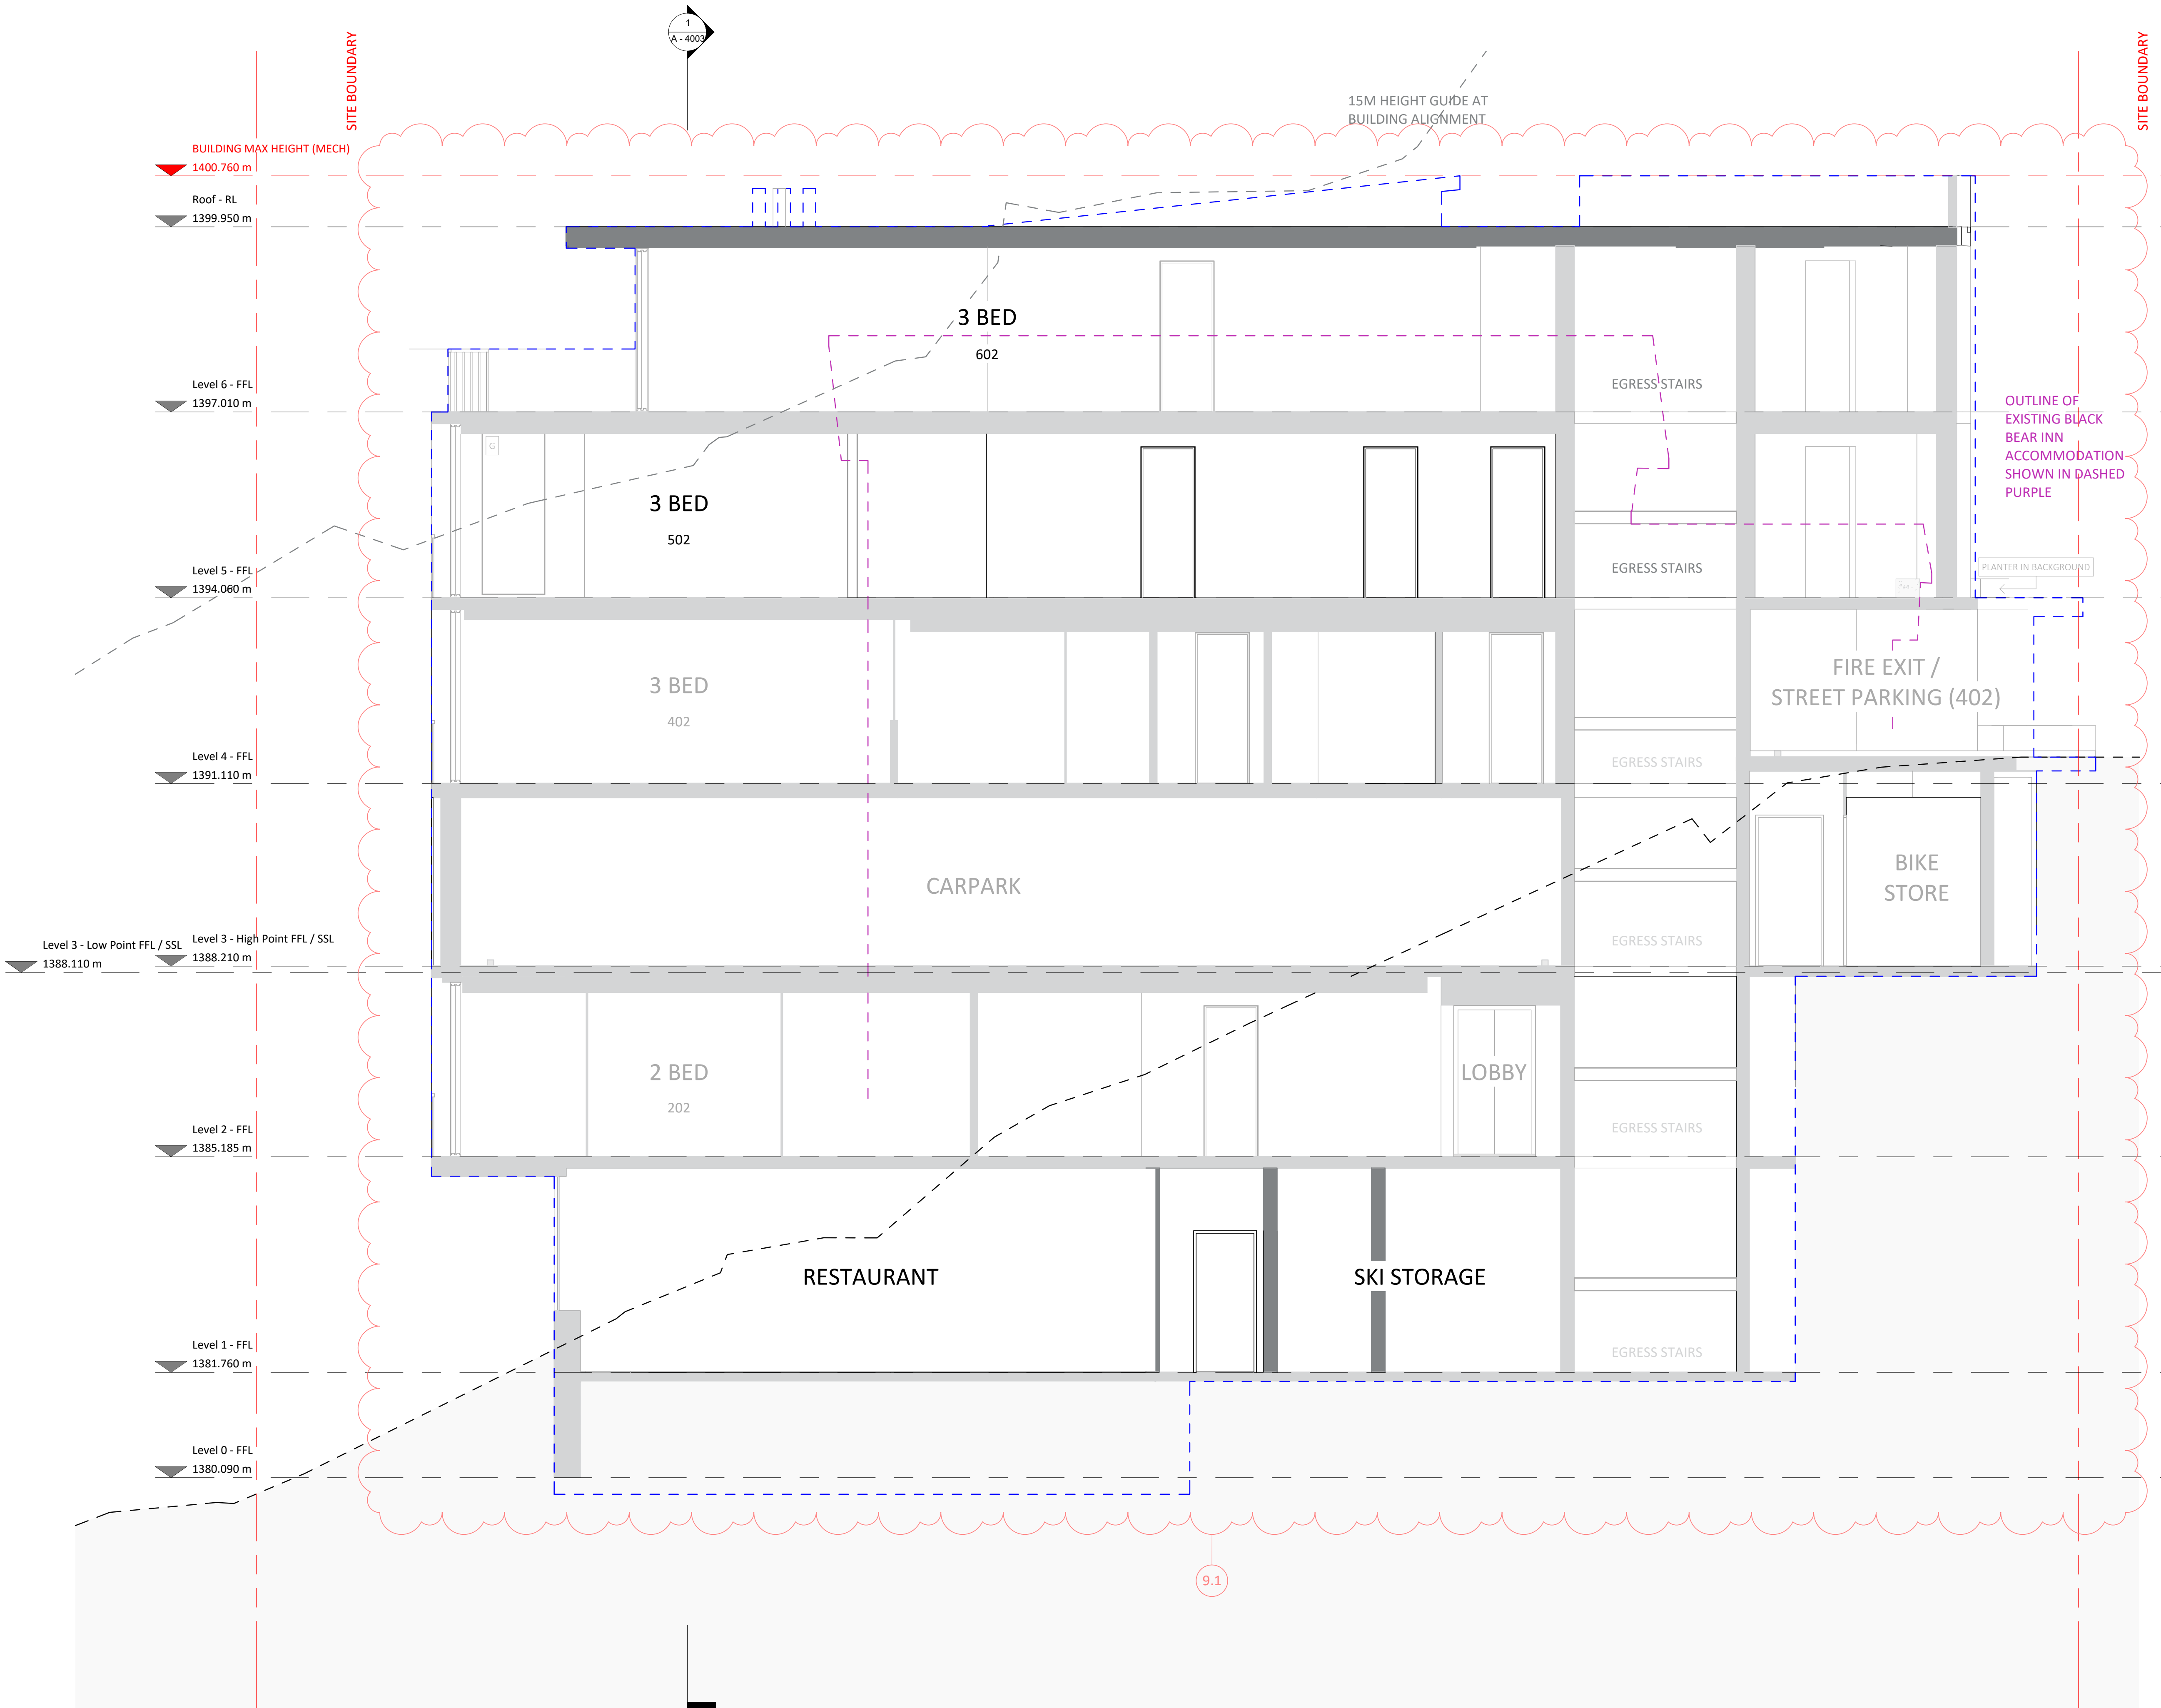 1
A - 4003
SITE BOUNDARY
SITE BOUNDARY
15M HEIGHT GUIDE AT
BUILDING ALIGNMENT
BUILDING MAX HEIGHT (MECH)
1400.760 m
Roof - RL
1399.950 m
3 BED
602
Level 6 - FFL
1397.010 m
EGRESS STAIRS
OUTLINE OF
EXISTING BLACK
BEAR INN
ACCOMMODATION
SHOWN IN DASHED
PURPLE
G
3 BED
502
Level 5 - FFL
1394.060 m
EGRESS STAIRS
PLANTER IN BACKGROUND
3 BED
402
FIRE EXIT /
STREET PARKING (402)
Level 4 - FFL
1391.110 m
EGRESS STAIRS
CARPARK
BIKE
STORE
Level 3 - Low Point FFL / SSL
1388.110 m
Level 3 - High Point FFL / SSL
1388.210 m
EGRESS STAIRS
2 BED
202
LOBBY
Level 2 - FFL
1385.185 m
EGRESS STAIRS
RESTAURANT
SKI STORAGE
Level 1 - FFL
1381.760 m
EGRESS STAIRS
Level 0 - FFL
1380.090 m
9.1